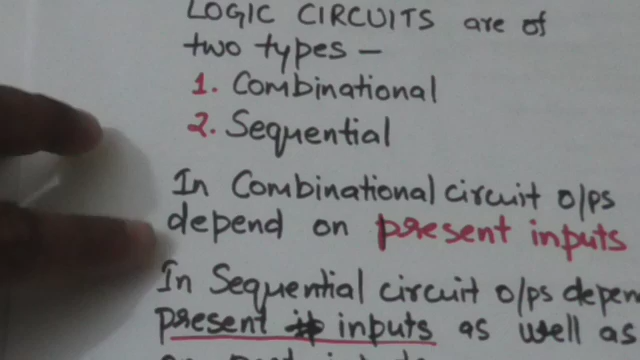 LOGIC CIRCUITS are of
two types —
1. Combinational
2. Sequential
In Combinational circuit o/ps
depend on present inputs
In Sequential circuit o/ps depen
present inputs as well as